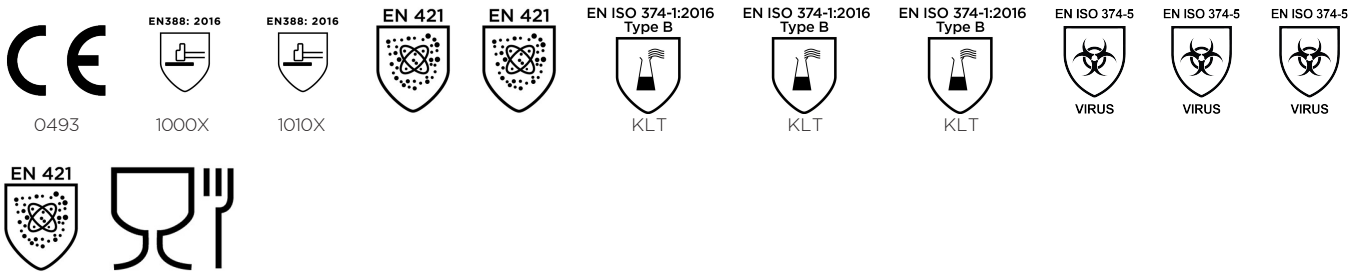 CE
0493
EN388: 2016
1000X
EN388: 2016
1010X
EN 421
EN 421
EN ISO 374-1:2016
Type B
KLT
EN ISO 374-1:2016
Type B
KLT
EN ISO 374-1:2016
Type B
KLT
EN ISO 374-5
VIRUS
EN ISO 374-5
VIRUS
EN ISO 374-5
VIRUS
EN 421